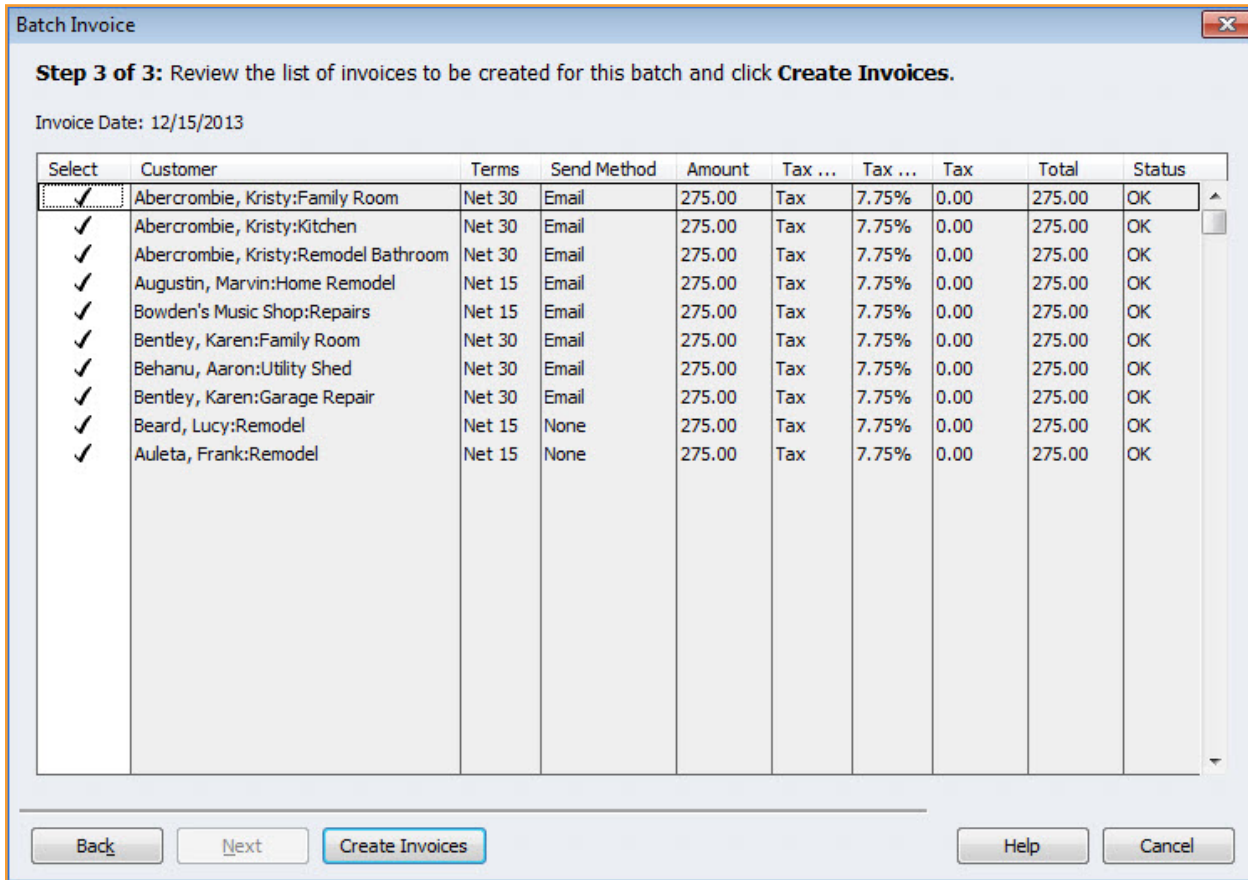 Batch Invoice
Step 3 of 3: Review the list of invoices to be created for this batch and click Create Invoices.
Invoice Date: 12/15/2013
Select Customer Terms Send Method Amount Tax ... Tax ... Tax Total Status
Abercrombie, Kristy:Family Room Net 30 Email 275.00 Tax 7.75% 0.00 275.00 OK
Abercrombie, Kristy:Kitchen Net 30 Email 275.00 Tax 7.75% 0.00 275.00 OK
Abercrombie, Kristy:Remodel Bathroom Net 30 Email 275.00 Tax 7.75% 0.00 275.00 OK
Augustin, Marvin:Home Remodel Net 15 Email 275.00 Tax 7.75% 0.00 275.00 OK
Bowden's Music Shop:Repairs Net 15 Email 275.00 Tax 7.75% 0.00 275.00 OK
Bentley, Karen:Family Room Net 30 Email 275.00 Tax 7.75% 0.00 275.00 OK
Behanu, Aaron:Utility Shed Net 30 Email 275.00 Tax 7.75% 0.00 275.00 OK
Bentley, Karen:Garage Repair Net 30 Email 275.00 Tax 7.75% 0.00 275.00 OK
Beard, Lucy:Remodel Net 15 None 275.00 Tax 7.75% 0.00 275.00 OK
Auleta, Frank:Remodel Net 15 None 275.00 Tax 7.75% 0.00 275.00 OK
Back Next Create Invoices Help Cancel